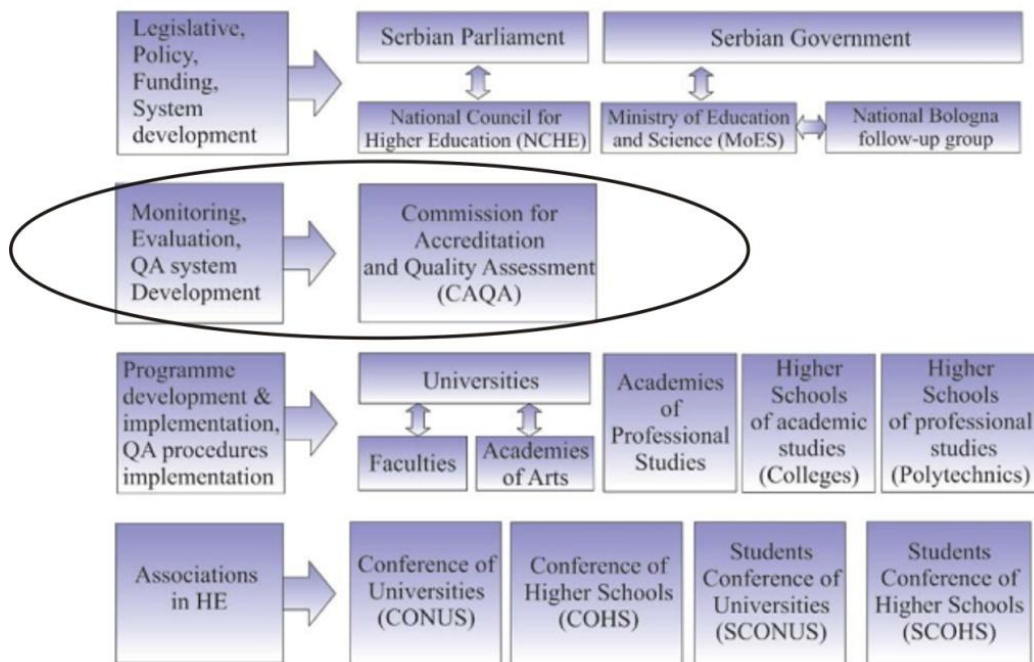 Legislative,
Policy,
Funding,
System
development
Serbian Parliament
Serbian Government
National Council for
Higher Education (NCHE)
Ministry of Education
and Science (MoES)
National Bologna
follow-up group
Monitoring,
Evaluation,
QA system
Development
Commission for
Accreditation
and Quality Assessment
(CAQA)
Programme
development &
implementation,
QA procedures
implementation
Universities
Faculties
Academies
of Arts
Academies
of
Professional
Studies
Higher
Schools
of academic
studies
(Colleges)
Higher
Schools
of professional
studies
(Polytechnics)
Associations
in HE
Conference of
Universities
(CONUS)
Conference of
Higher Schools
(COHS)
Students
Conference of
Universities
(SCONUS)
Students
Conference of
Higher Schools
(SCOHS)